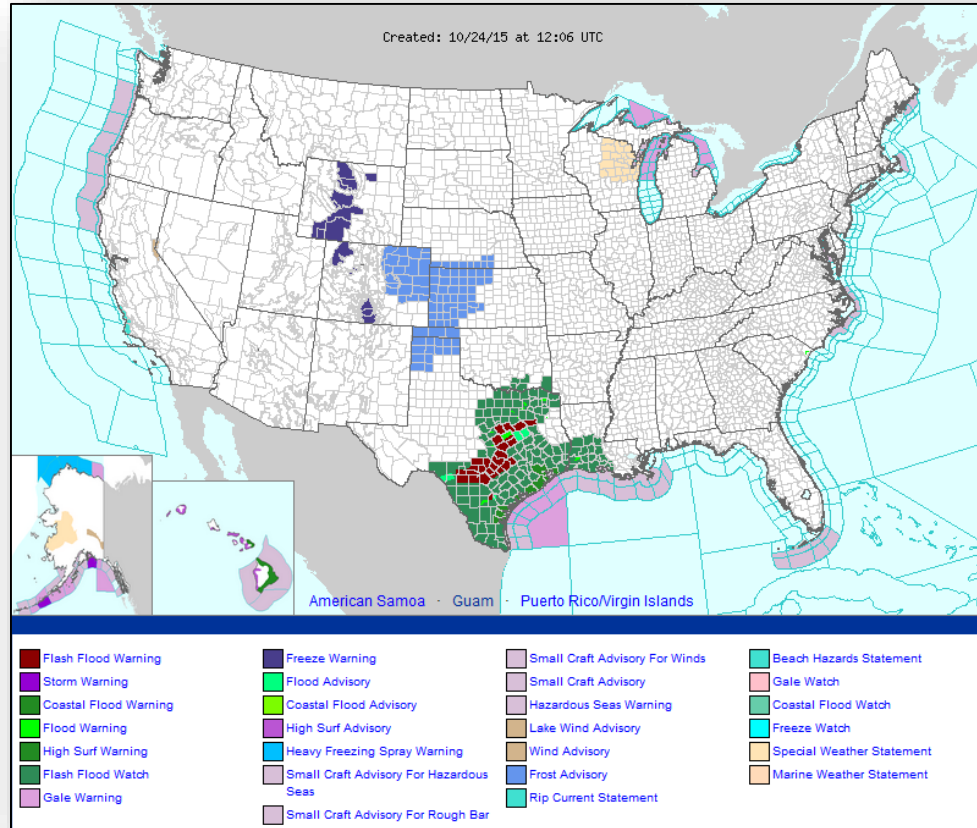 Created: 10/24/15 at 12:06 UTC
American Samoa - Guam - Puerto Rico/Virgin Islands
Flash Flood Warning
Storm Warning
Coastal Flood Warning
Flood Warning
High Surf Warning
Flash Flood Watch
Gale Warning
Freeze Warning
Flood Advisory
Coastal Flood Advisory
High Surf Advisory
Heavy Freezing Spray Warning
Small Craft Advisory For Hazardous
Seas
Small Craft Advisory For Rough Bar
Small Craft Advisory For Winds
Small Craft Advisory
Hazardous Seas Warning
Lake Wind Advisory
Wind Advisory
Frost Advisory
Rip Current Statement
Beach Hazards Statement
Gale Watch
Coastal Flood Watch
Freeze Watch
Special Weather Statement
Marine Weather Statement